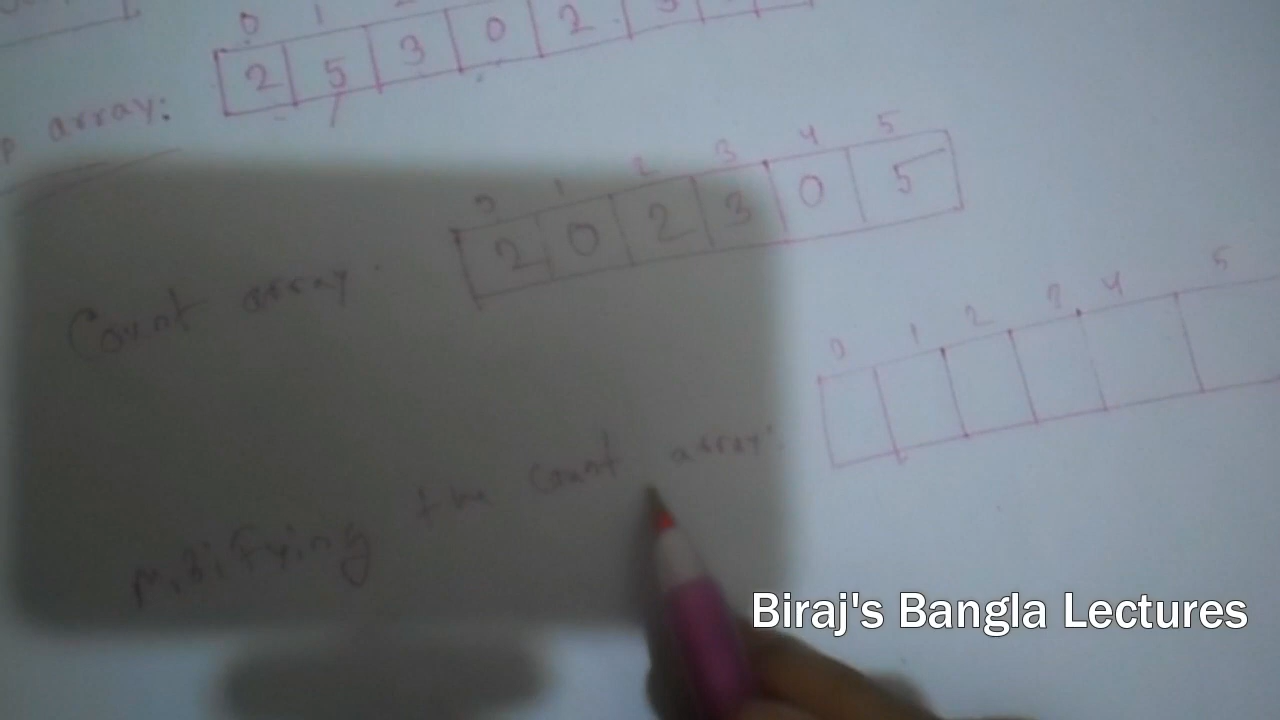 0 1
array: 2 5 3 0 2
0 1 2 3 4 5
Count array. 2 0 2 3 0 5
0 1 2 3 4 5
Modifying the count array:
Biraj's Bangla Lectures